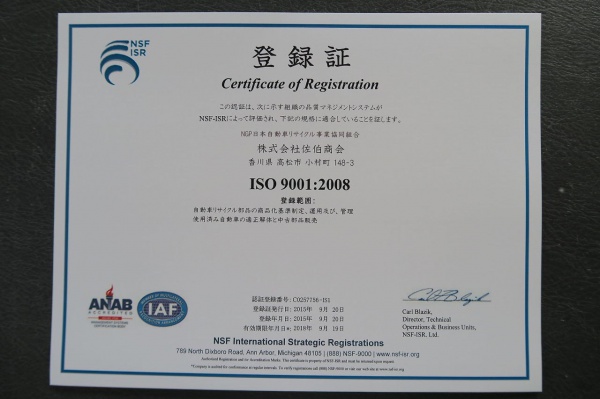 NSF
ISR
登録証
Certificate of Registration
この認証は、次に示す組織の品質マネジメントシステムが
NSF-ISRによって評価され、下記の規格に適合していることを証します。
NGP日本自動車リサイクル事業協同組合
株式会社佐伯商会
香川県 高松市 小村町 148-3
ISO 9001:2008
登録範囲:
自動車リサイクル部品の商品化基準制定、運用及び、管理
使用済み自動車の適正解体と中古部品販売
ANAB
ACCREDITED
IAF
認証登録番号: C0257756-IS1
登録証発行日: 2015年 9月 20日
登録年月日: 2015年 9月 20日
有効期限年月日*: 2018年 9月 19日
Carl Blazik,
Director, Technical
Operations & Business Units,
NSF-ISR, Ltd.
NSF International Strategic Registrations
789 North Dixboro Road, Ann Arbor, Michigan 48105 | (888) NSF-9000 | www.nsf-isr.org